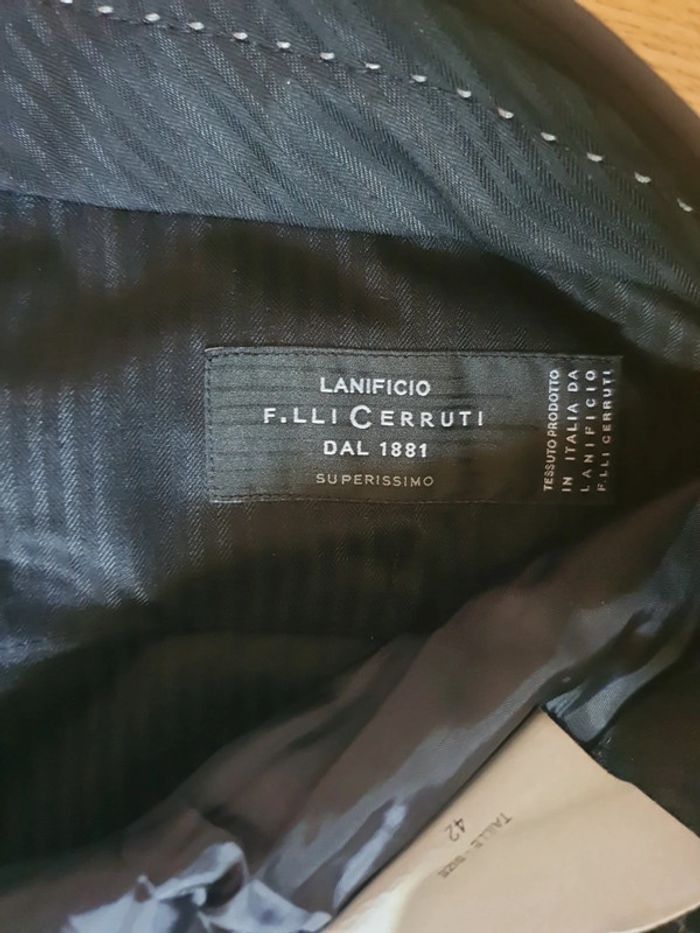 LANIFICIO
F.LLI CERRUTI
DAL 1881
SUPERISSIMO
TESSUTO PRODOTTO
IN ITALIA DA
LANIFICIO
F.LLI CERRUTI
TAILLE - SIZE
42